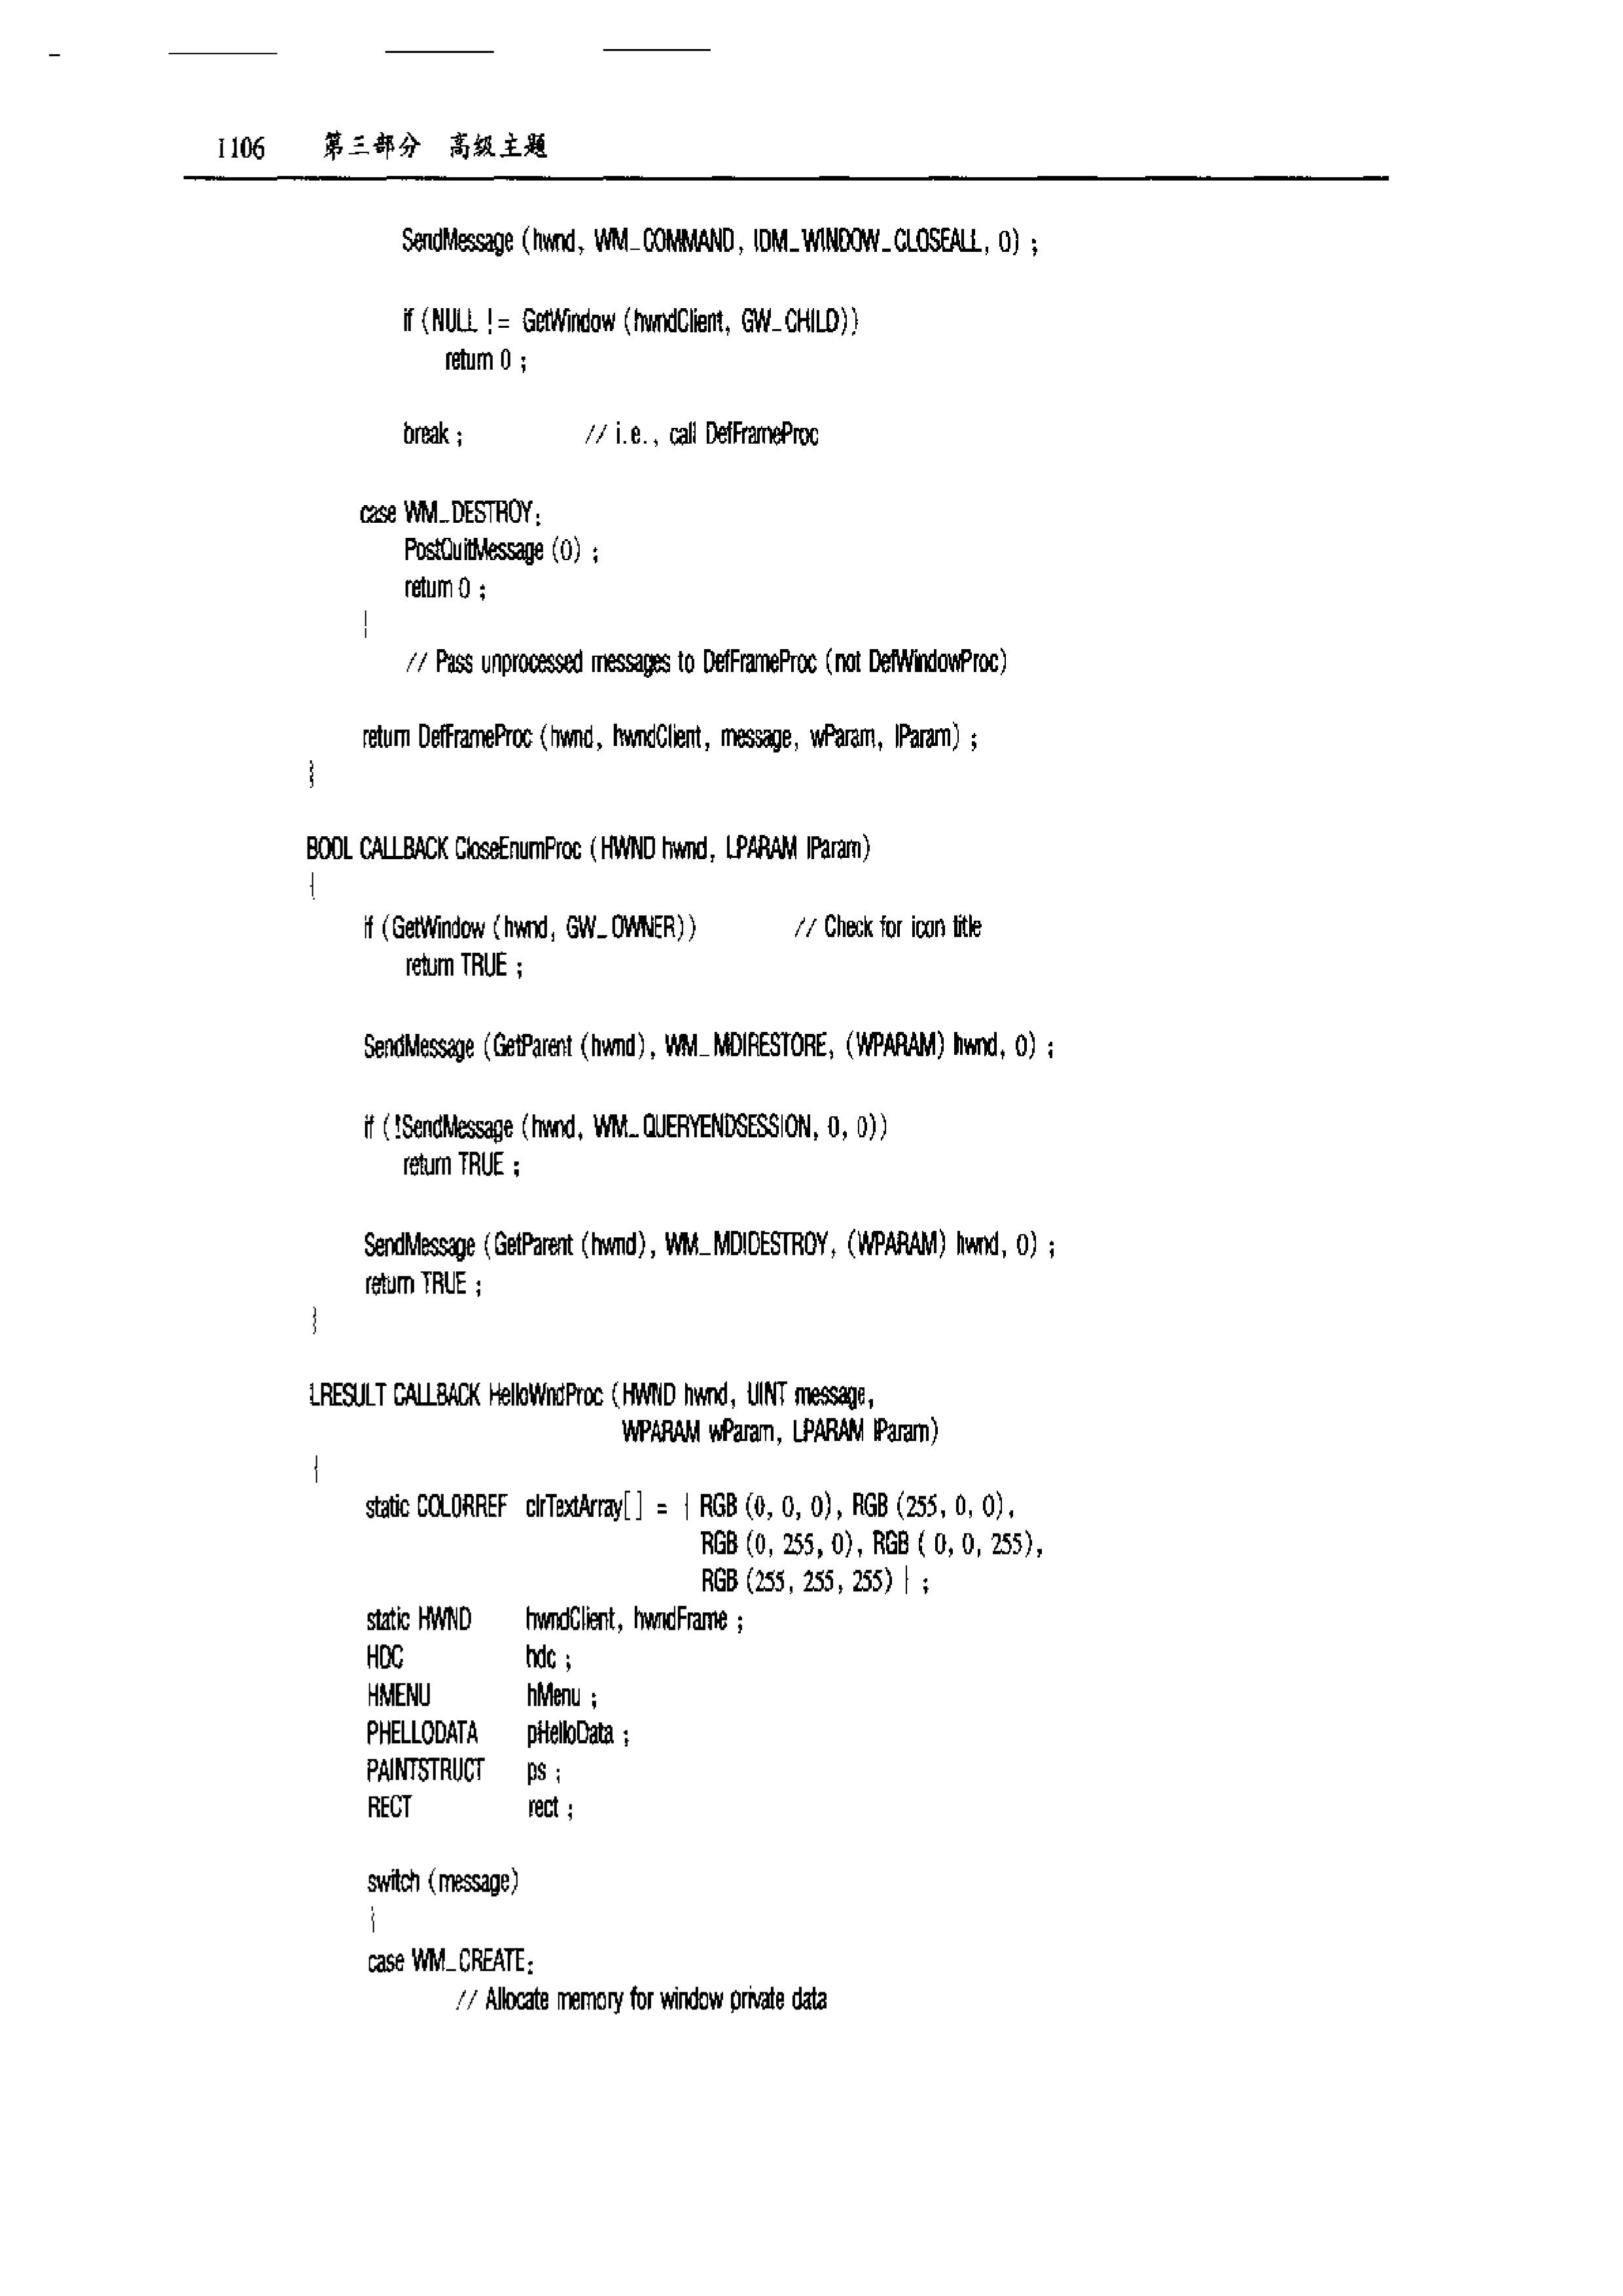 1106 第三部分 高级主题
SendMessage (hwnd, WM_COMMAND, IDM_WINDOW_CLOSEALL, 0) ;
if (NULL != GetWindow (hwndClient, GW_CHILD))
return 0 ;
break ; // i.e., call DefFrameProc
case WM_DESTROY:
PostQuitMessage (0) ;
return 0 ;
}
// Pass unprocessed messages to DefFrameProc (not DefWindowProc)
return DefFrameProc (hwnd, hwndClient, message, wParam, lParam) ;
}
BOOL CALLBACK CloseEnumProc (HWND hwnd, LPARAM lParam)
{
if (GetWindow (hwnd, GW_OWNER)) // Check for icon title
return TRUE ;
SendMessage (GetParent (hwnd), WM_MDIRESTORE, (WPARAM) hwnd, 0) ;
if (!SendMessage (hwnd, WM_QUERYENDSESSION, 0, 0))
return TRUE ;
SendMessage (GetParent (hwnd), WM_MDIDESTROY, (WPARAM) hwnd, 0) ;
return TRUE ;
}
LRESULT CALLBACK HelloWndProc (HWND hwnd, UINT message,
WPARAM wParam, LPARAM lParam)
{
static COLORREF clrTextArray[] = { RGB (0, 0, 0), RGB (255, 0, 0),
RGB (0, 255, 0), RGB ( 0, 0, 255),
RGB (255, 255, 255) } ;
static HWND hwndClient, hwndFrame ;
HDC hdc ;
HMENU hMenu ;
PHELLODATA pHelloData ;
PAINTSTRUCT ps ;
RECT rect ;
switch (message)
{
case WM_CREATE:
// Allocate memory for window private data